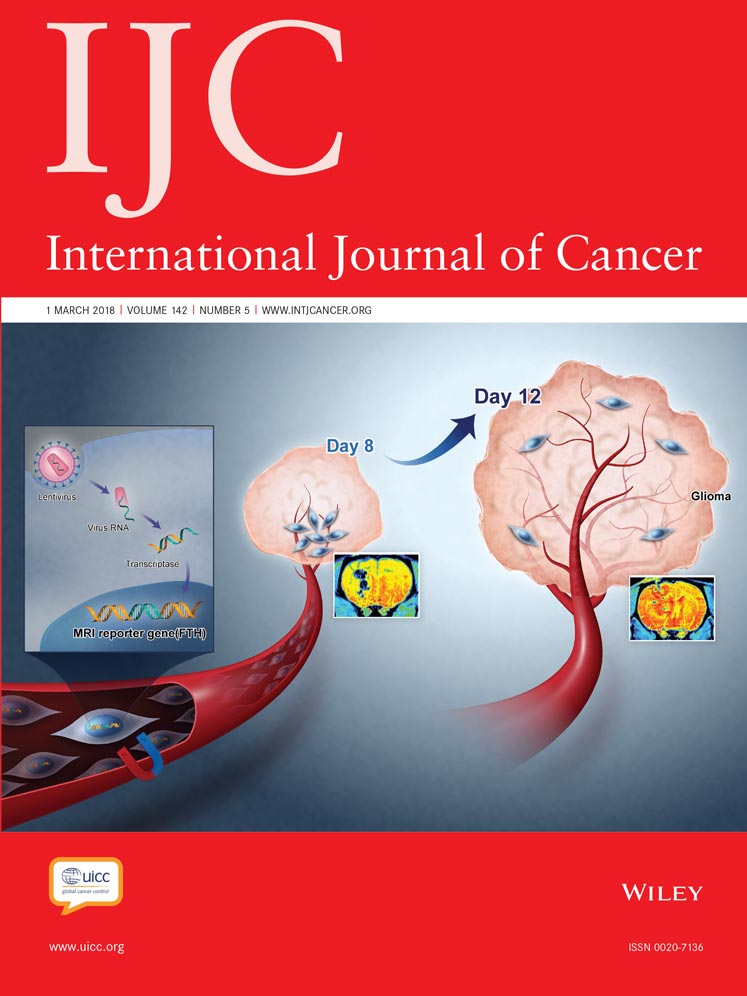 IJC
International Journal of Cancer
1 MARCH 2018 | VOLUME 142 | NUMBER 5 | WWW.INTJCANCER.ORG
Day 12
Day 8
Glioma
Lentivirus
Virus RNA
Transcriptase
MRI reporter gene(FTH)
uicc
global cancer control
WILEY
www.uicc.org
ISSN 0020-7136